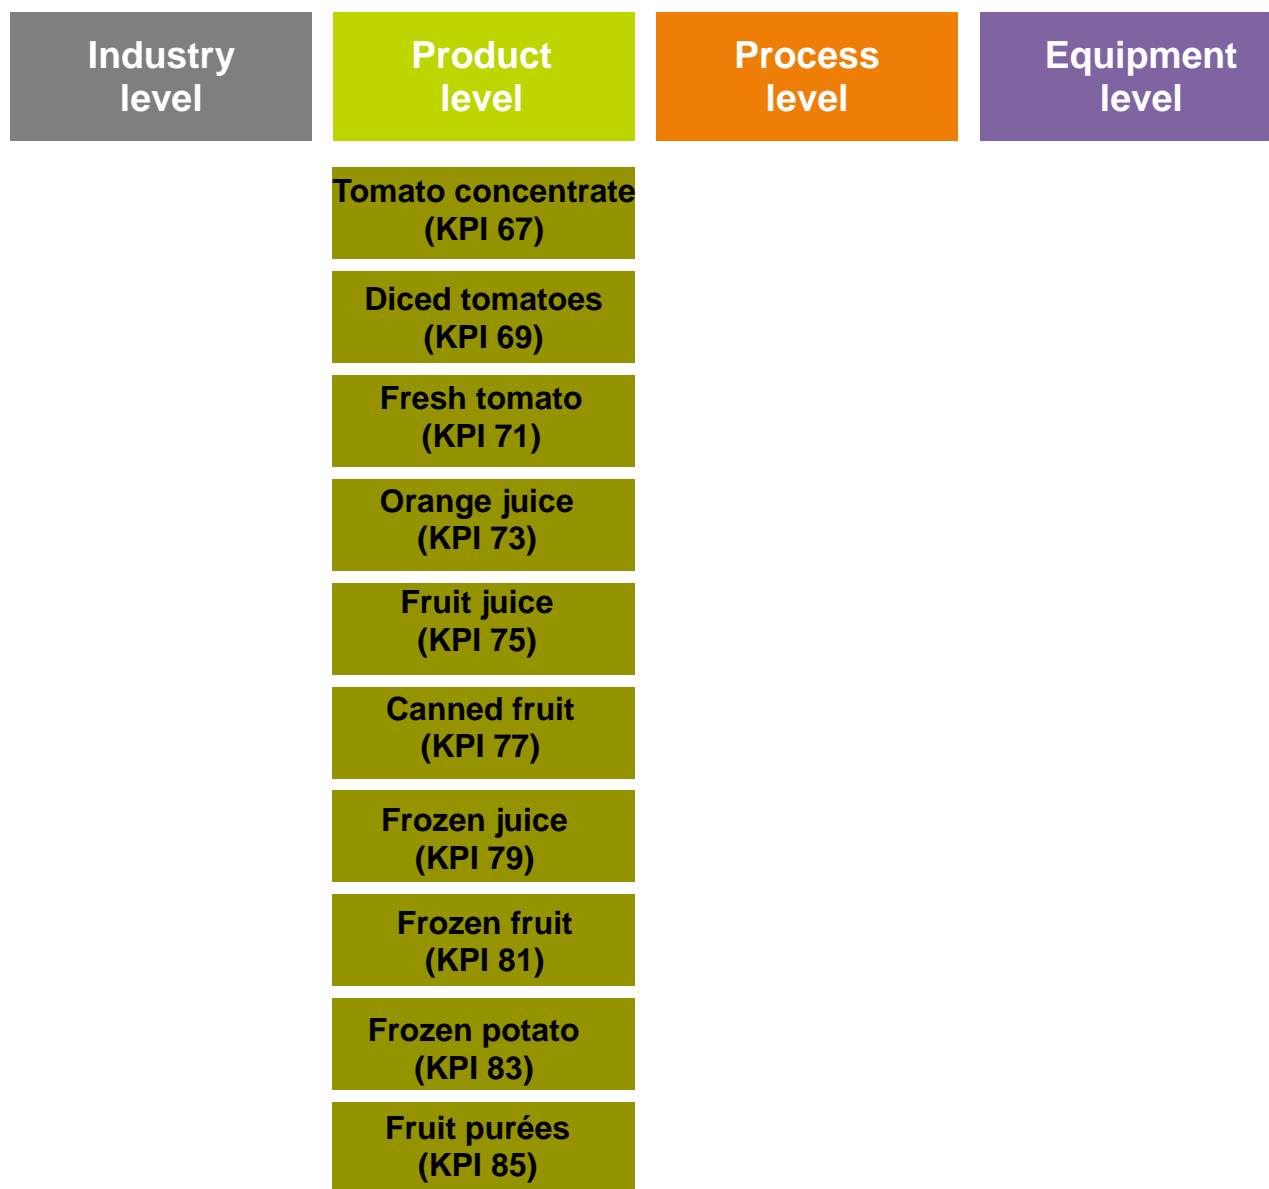 Industry
level
Product
level
Process
level
Equipment
level
Tomato concentrate
(KPI 67)
Diced tomatoes
(KPI 69)
Fresh tomato
(KPI 71)
Orange juice
(KPI 73)
Fruit juice
(KPI 75)
Canned fruit
(KPI 77)
Frozen juice
(KPI 79)
Frozen fruit
(KPI 81)
Frozen potato
(KPI 83)
Fruit purées
(KPI 85)